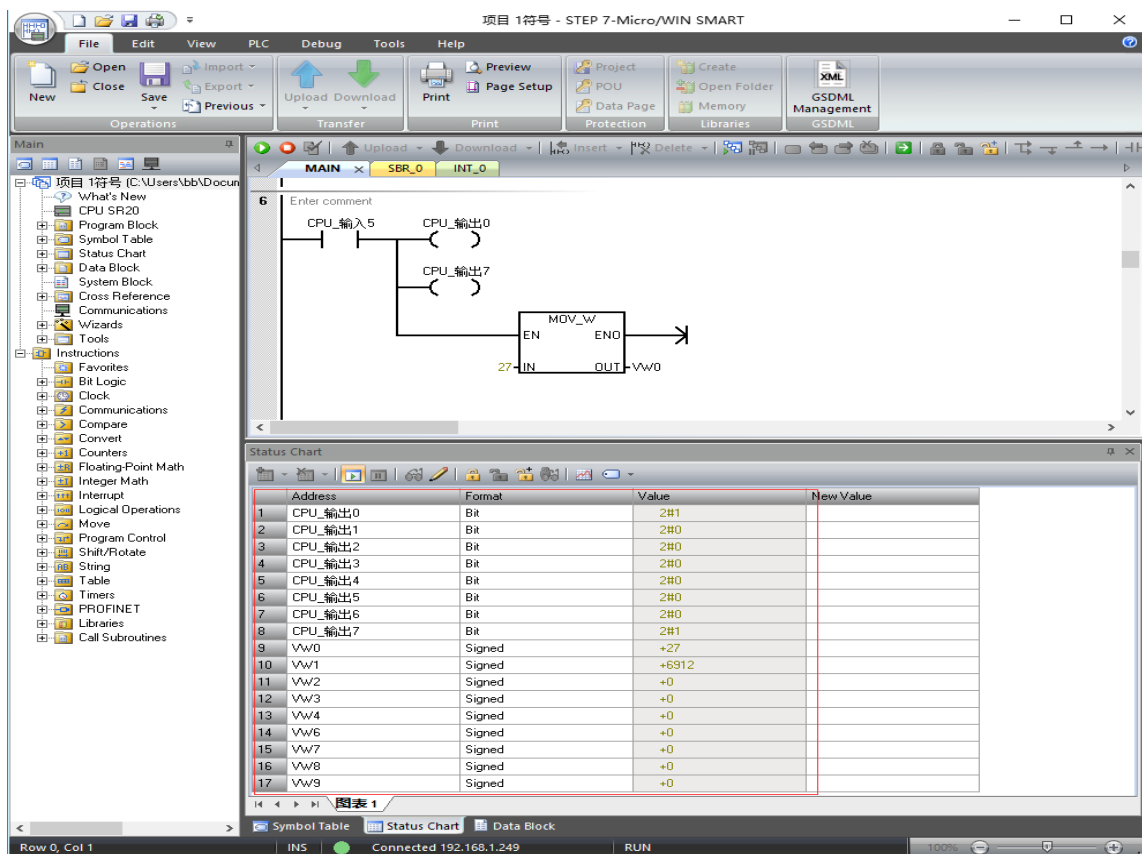 项目 1符号 - STEP 7-Micro/WIN SMART
File Edit View PLC Debug Tools Help
New
Open
Close
Save
Import
Export
Previous
Operations
Upload Download
Transfer
Print
Preview
Page Setup
Print
Project
POU
Data Page
Protection
Create
Open Folder
Memory
Libraries
XML
GSDML
Management
GSDML
Main
项目 1符号 (C:\Users\bb\Docun
What's New
CPU SR20
Program Block
Symbol Table
Status Chart
Data Block
System Block
Cross Reference
Communications
Wizards
Tools
Instructions
Favorites
Bit Logic
Clock
Communications
Compare
Convert
Counters
Floating-Point Math
Integer Math
Interrupt
Logical Operations
Move
Program Control
Shift/Rotate
String
Table
Timers
PROFINET
Libraries
Call Subroutines
Upload Download Insert Delete
MAIN SBR_0 INT_0
6 Enter comment
CPU_输入5 CPU_输出0
CPU_输出7
MOV_W
EN ENO
27 IN OUT VW0
Status Chart
Address Format Value New Value
1 CPU_输出0 Bit 2#1
2 CPU_输出1 Bit 2#0
3 CPU_输出2 Bit 2#0
4 CPU_输出3 Bit 2#0
5 CPU_输出4 Bit 2#0
6 CPU_输出5 Bit 2#0
7 CPU_输出6 Bit 2#0
8 CPU_输出7 Bit 2#1
9 VW0 Signed +27
10 VW1 Signed +6912
11 VW2 Signed +0
12 VW3 Signed +0
13 VW4 Signed +0
14 VW6 Signed +0
15 VW7 Signed +0
16 VW8 Signed +0
17 VW9 Signed +0
图表 1
Symbol Table Status Chart Data Block
Row 0, Col 1 INS Connected 192.168.1.249 RUN 100%